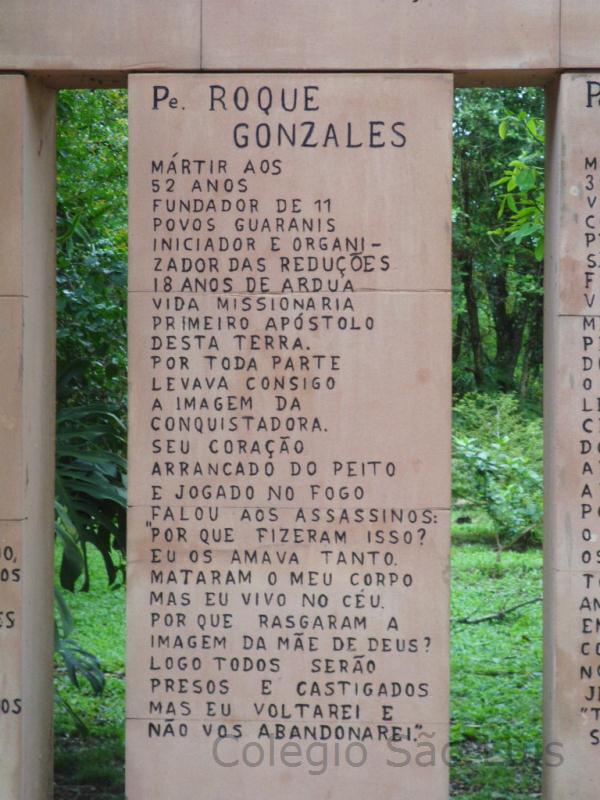 Pe. ROQUE
GONZALES
MÁRTIR AOS
52 ANOS
FUNDADOR DE 11
POVOS GUARANIS
INICIADOR E ORGANI-
ZADOR DAS REDUÇÕES
18 ANOS DE ARDUA
VIDA MISSIONARIA
PRIMEIRO APÓSTOLO
DESTA TERRA.
POR TODA PARTE
LEVAVA CONSIGO
A IMAGEM DA
CONQUISTADORA.
SEU CORAÇÃO
ARRANCADO DO PEITO
E JOGADO NO FOGO
FALOU AOS ASSASSINOS:
"POR QUE FIZERAM ISSO?
EU OS AMAVA TANTO.
MATARAM O MEU CORPO
MAS EU VIVO NO CÉU.
POR QUE RASGARAM A
IMAGEM DA MÃE DE DEUS?
LOGO TODOS SERÃO
PRESOS E CASTIGADOS
MAS EU VOLTAREI E
NÃO VOS ABANDONAREI."
Colégio São Luis